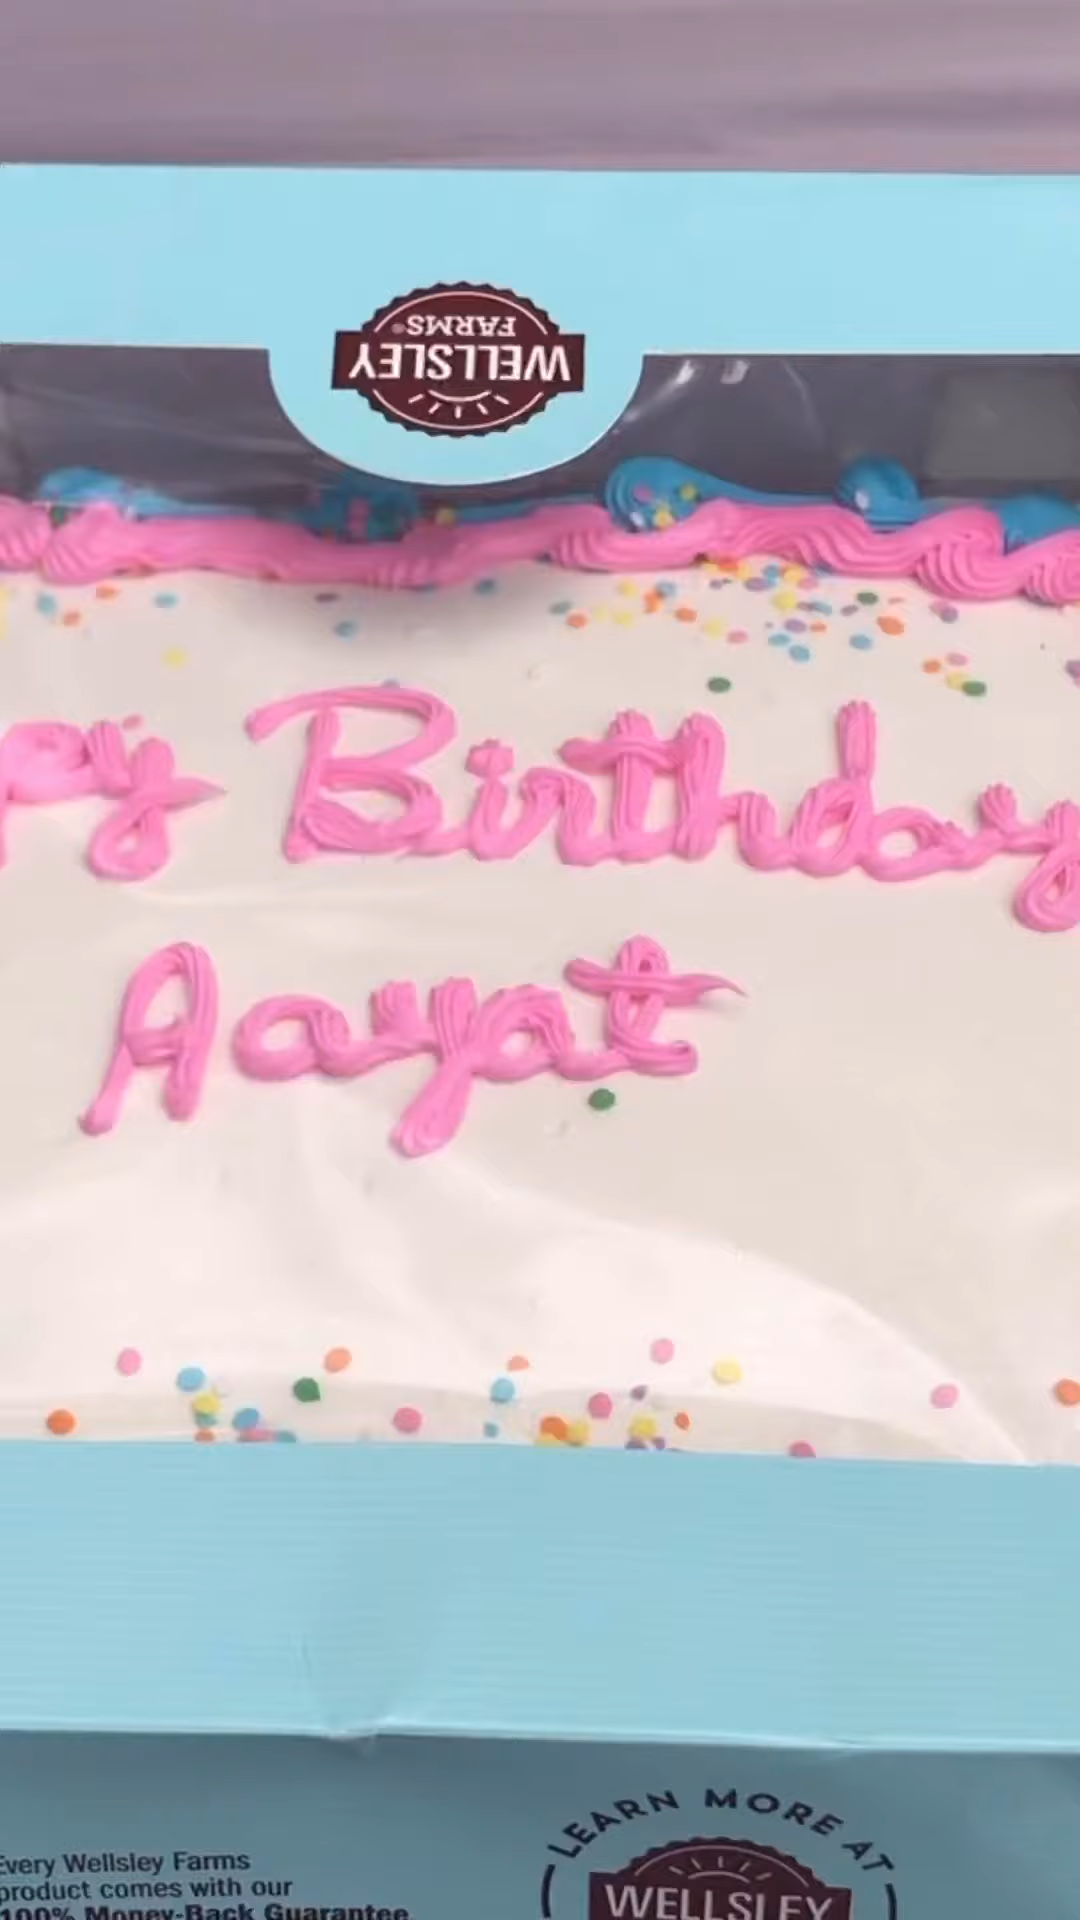 WELLSLEY
FARMS®
py Birthday
Aayat
Every Wellsley Farms
product comes with our
100% Money-Back Guarantee
LEARN MORE AT
WELLSLEY